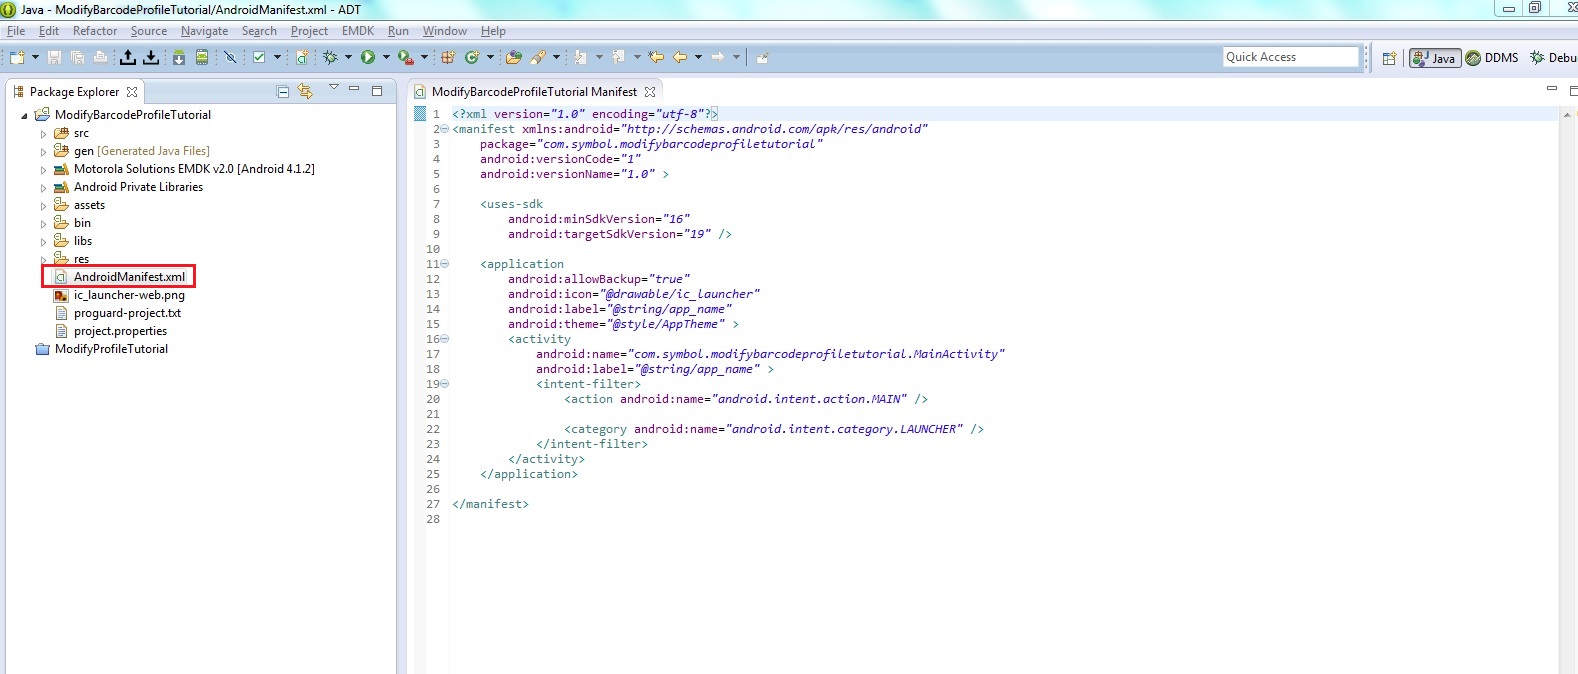 Java - ModifyBarcodeProfileTutorial/AndroidManifest.xml - ADT
File Edit Refactor Source Navigate Search Project EMDK Run Window Help
Quick Access
Java
DDMS
Debu
Package Explorer
ModifyBarcodeProfileTutorial
src
gen [Generated Java Files]
Motorola Solutions EMDK v2.0 [Android 4.1.2]
Android Private Libraries
assets
bin
libs
res
AndroidManifest.xml
ic_launcher-web.png
proguard-project.txt
project.properties
ModifyProfileTutorial
ModifyBarcodeProfileTutorial Manifest
1 <?xml version="1.0" encoding="utf-8"?>
2 <manifest xmlns:android="http://schemas.android.com/apk/res/android"
3 package="com.symbol.modifybarcodeprofiletutorial"
4 android:versionCode="1"
5 android:versionName="1.0" >
6
7 <uses-sdk
8 android:minSdkVersion="16"
9 android:targetSdkVersion="19" />
10
11 <application
12 android:allowBackup="true"
13 android:icon="@drawable/ic_launcher"
14 android:label="@string/app_name"
15 android:theme="@style/AppTheme" >
16 <activity
17 android:name="com.symbol.modifybarcodeprofiletutorial.MainActivity"
18 android:label="@string/app_name" >
19 <intent-filter>
20 <action android:name="android.intent.action.MAIN" />
21
22 <category android:name="android.intent.category.LAUNCHER" />
23 </intent-filter>
24 </activity>
25 </application>
26
27 </manifest>
28